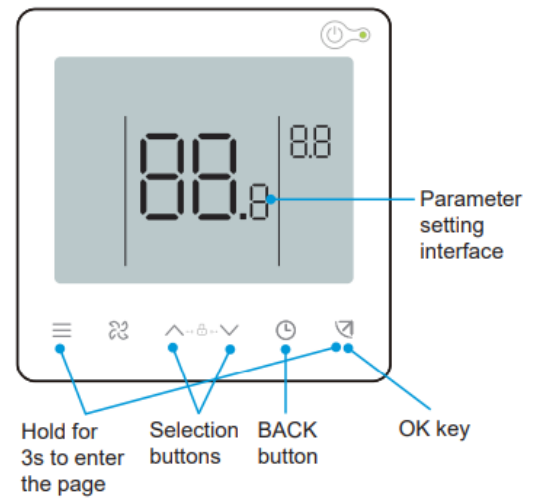 88.8
8.8
Parameter
setting
interface
Hold for
3s to enter
the page
Selection
buttons
BACK
button
OK key